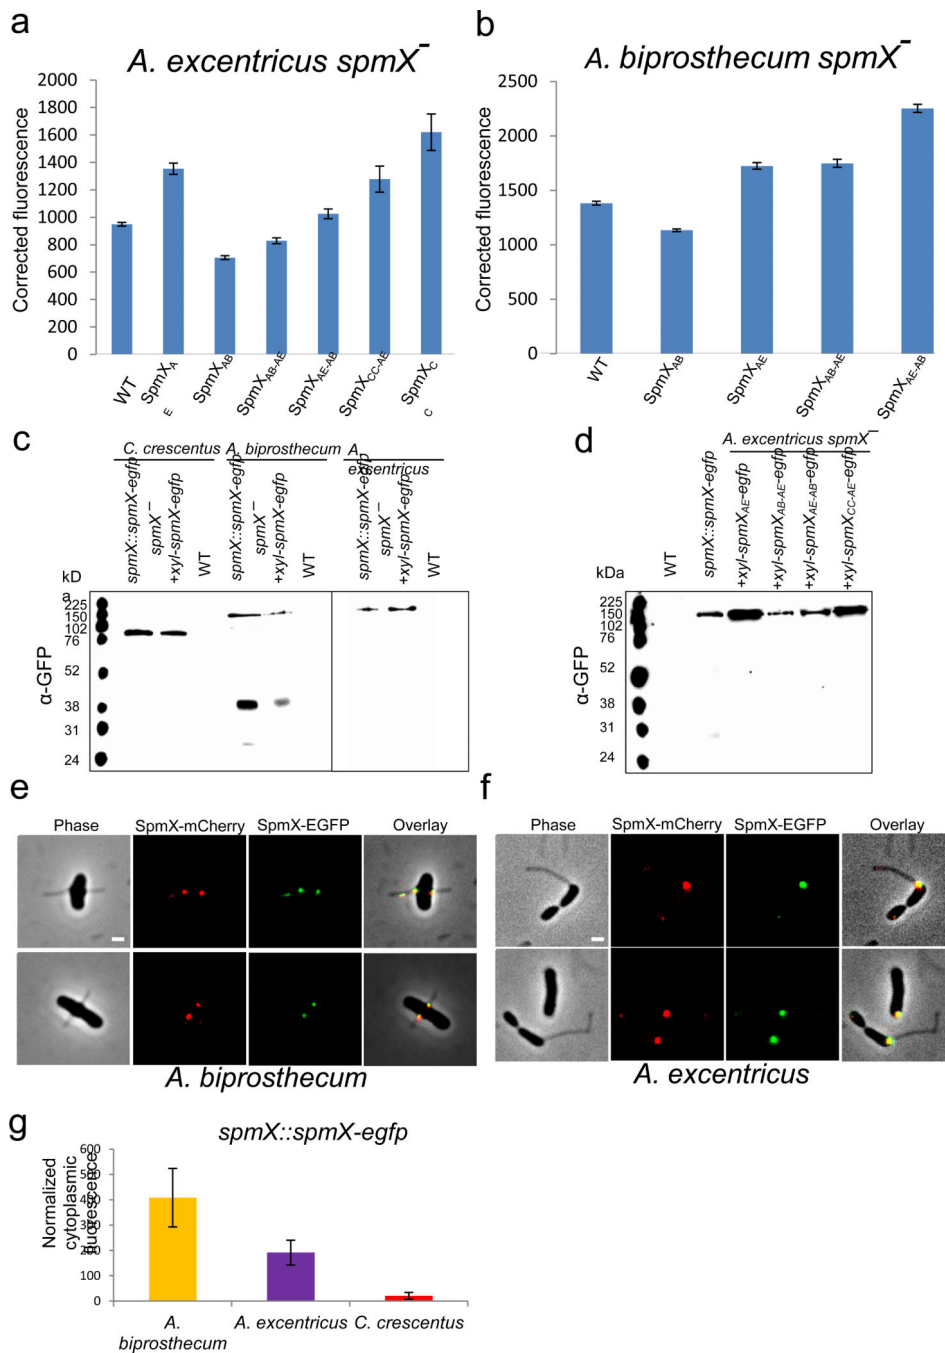 a
A. excentricus spmX⁻
Corrected fluorescence
2000
1800
1600
1400
1200
1000
800
600
400
200
0
WT
SpmX_A
E
SpmX_AB
SpmX_AB-AE
SpmX_AE-AB
SpmX_CC-AE
SpmX_C
C
b
A. biprosthecum spmX⁻
Corrected fluorescence
2500
2000
1500
1000
500
0
WT
SpmX_AB
SpmX_AE
SpmX_AB-AE
SpmX_AE-AB
c
C. crescentus
A. biprosthecum
A.
excentricus
spmX::spmX-egfp
spmX⁻
+xyl-spmX-egfp
WT
spmX::spmX-egfp
spmX⁻
+xyl-spmX-egfp
WT
spmX::spmX-egfp
spmX⁻
+xyl-spmX-egfp
WT
kD
a
225
150
102
76
52
38
31
24
α-GFP
d
A. excentricus spmX⁻
WT
spmX::spmX-egfp
+xyl-spmX_AE-egfp
+xyl-spmX_AB-AE-egfp
+xyl-spmX_AE-AB-egfp
+xyl-spmX_CC-AE-egfp
kDa
225
150
102
76
52
38
31
24
α-GFP
e
Phase
SpmX-mCherry
SpmX-EGFP
Overlay
A. biprosthecum
f
Phase
SpmX-mCherry
SpmX-EGFP
Overlay
A. excentricus
g
spmX::spmX-egfp
Normalized
cytoplasmic
fluorescence
600
100
0
A.
biprosthecum
A. excentricus
C. crescentus